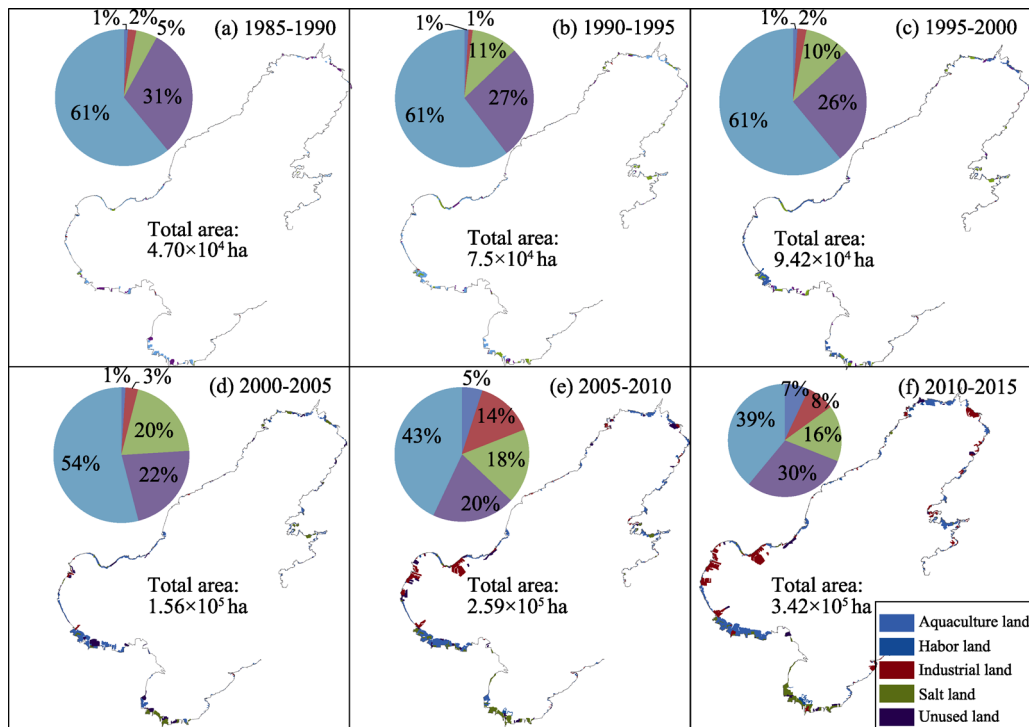 (a) 1985-1990
1% 2% 5%
31%
61%
Total area:
4.70×10⁴ ha
(b) 1990-1995
1% 1%
11%
27%
61%
Total area:
7.5×10⁴ ha
(c) 1995-2000
1% 2%
10%
26%
61%
Total area:
9.42×10⁴ ha
(d) 2000-2005
1% 3%
20%
54%
22%
Total area:
1.56×10⁵ ha
(e) 2005-2010
5%
14%
43%
18%
20%
Total area:
2.59×10⁵ ha
(f) 2010-2015
7%
8%
39%
16%
30%
Total area:
3.42×10⁵ ha
Aquaculture land
Habor land
Industrial land
Salt land
Unused land